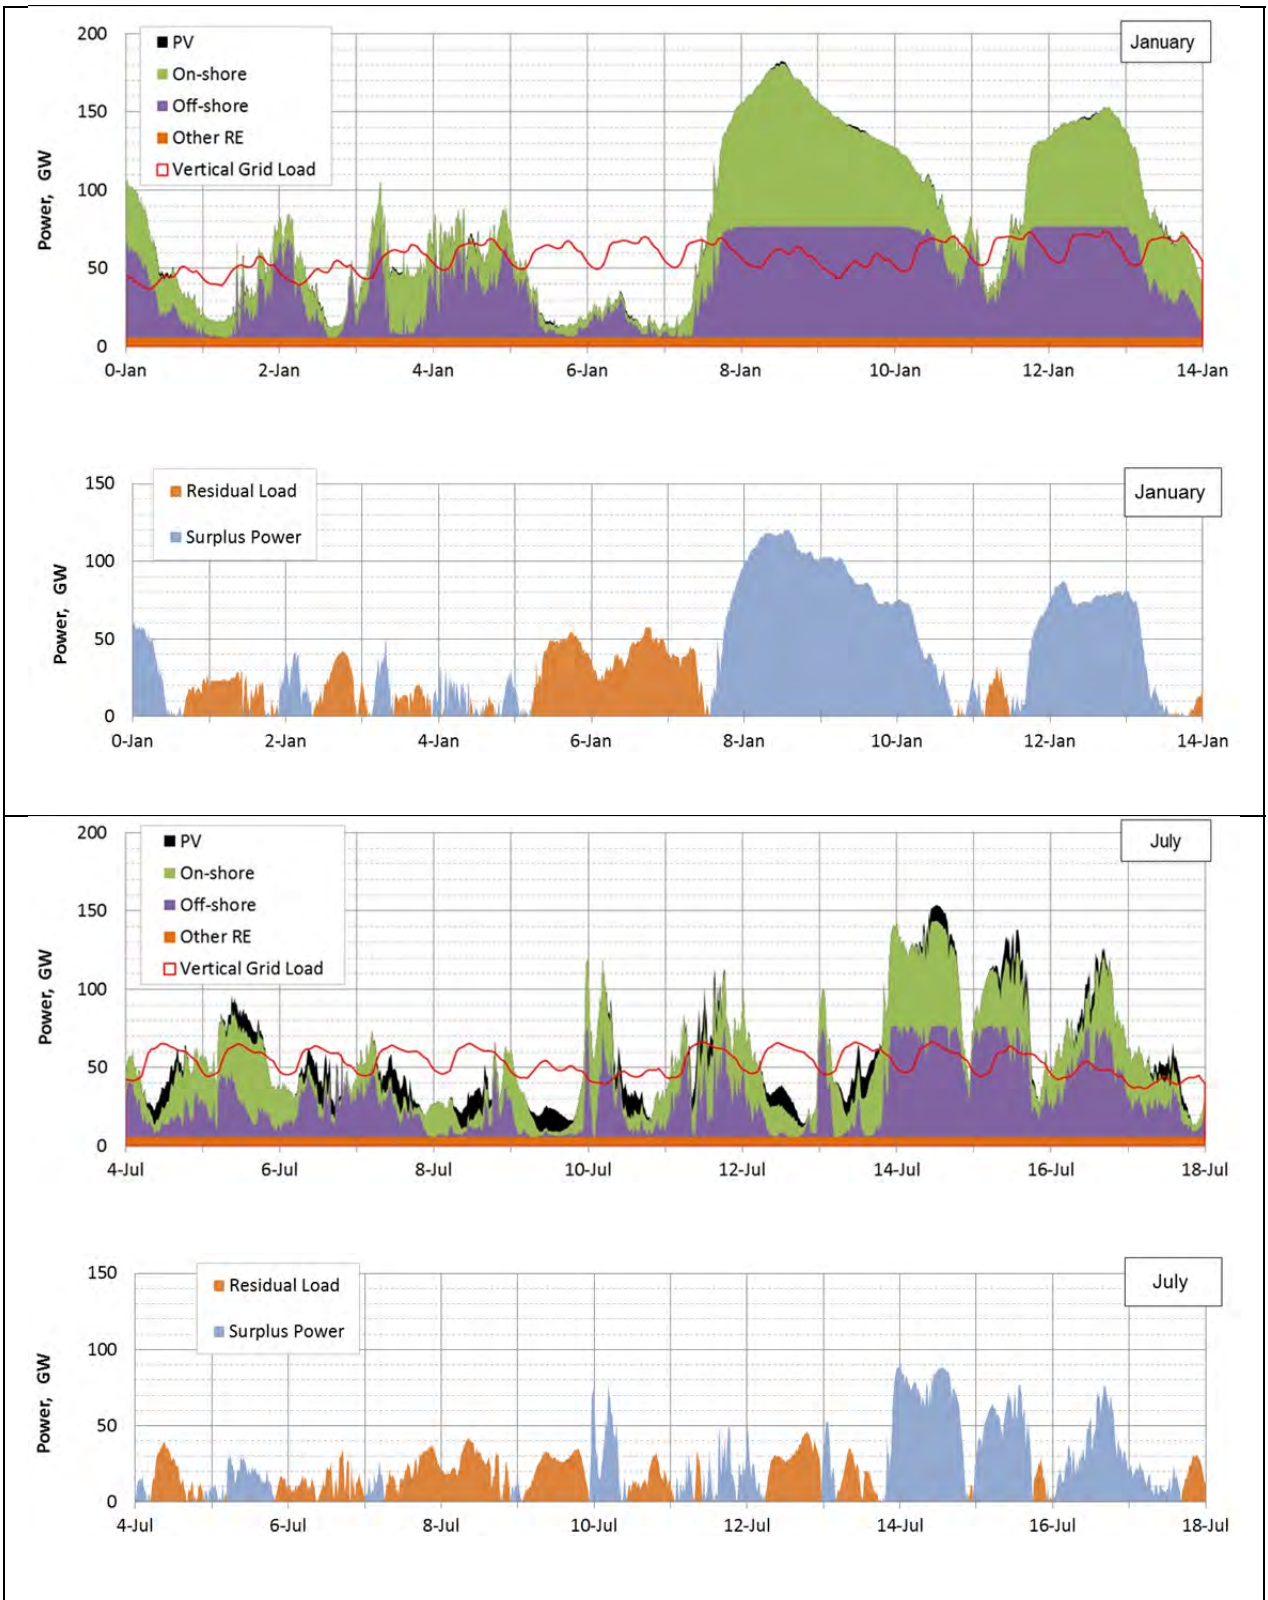 January
200
150
100
50
0
Power, GW
PV
On-shore
Off-shore
Other RE
Vertical Grid Load
0-Jan 2-Jan 4-Jan 6-Jan 8-Jan 10-Jan 12-Jan 14-Jan
January
150
100
50
0
Power, GW
Residual Load
Surplus Power
0-Jan 2-Jan 4-Jan 6-Jan 8-Jan 10-Jan 12-Jan 14-Jan
July
200
150
100
50
0
Power, GW
PV
On-shore
Off-shore
Other RE
Vertical Grid Load
4-Jul 6-Jul 8-Jul 10-Jul 12-Jul 14-Jul 16-Jul 18-Jul
July
150
100
50
0
Power, GW
Residual Load
Surplus Power
4-Jul 6-Jul 8-Jul 10-Jul 12-Jul 14-Jul 16-Jul 18-Jul